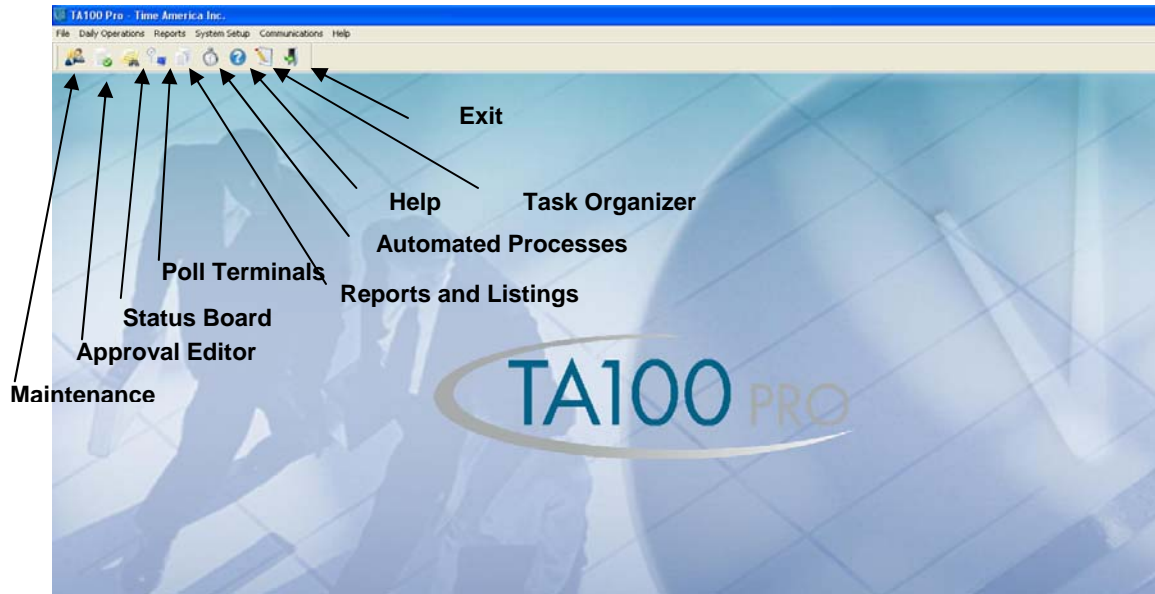 TA100 Pro - Time America Inc.
File Daily Operations Reports System Setup Communications Help
Exit
Help Task Organizer
Automated Processes
Poll Terminals
Reports and Listings
Status Board
Approval Editor
Maintenance
TA100 PRO